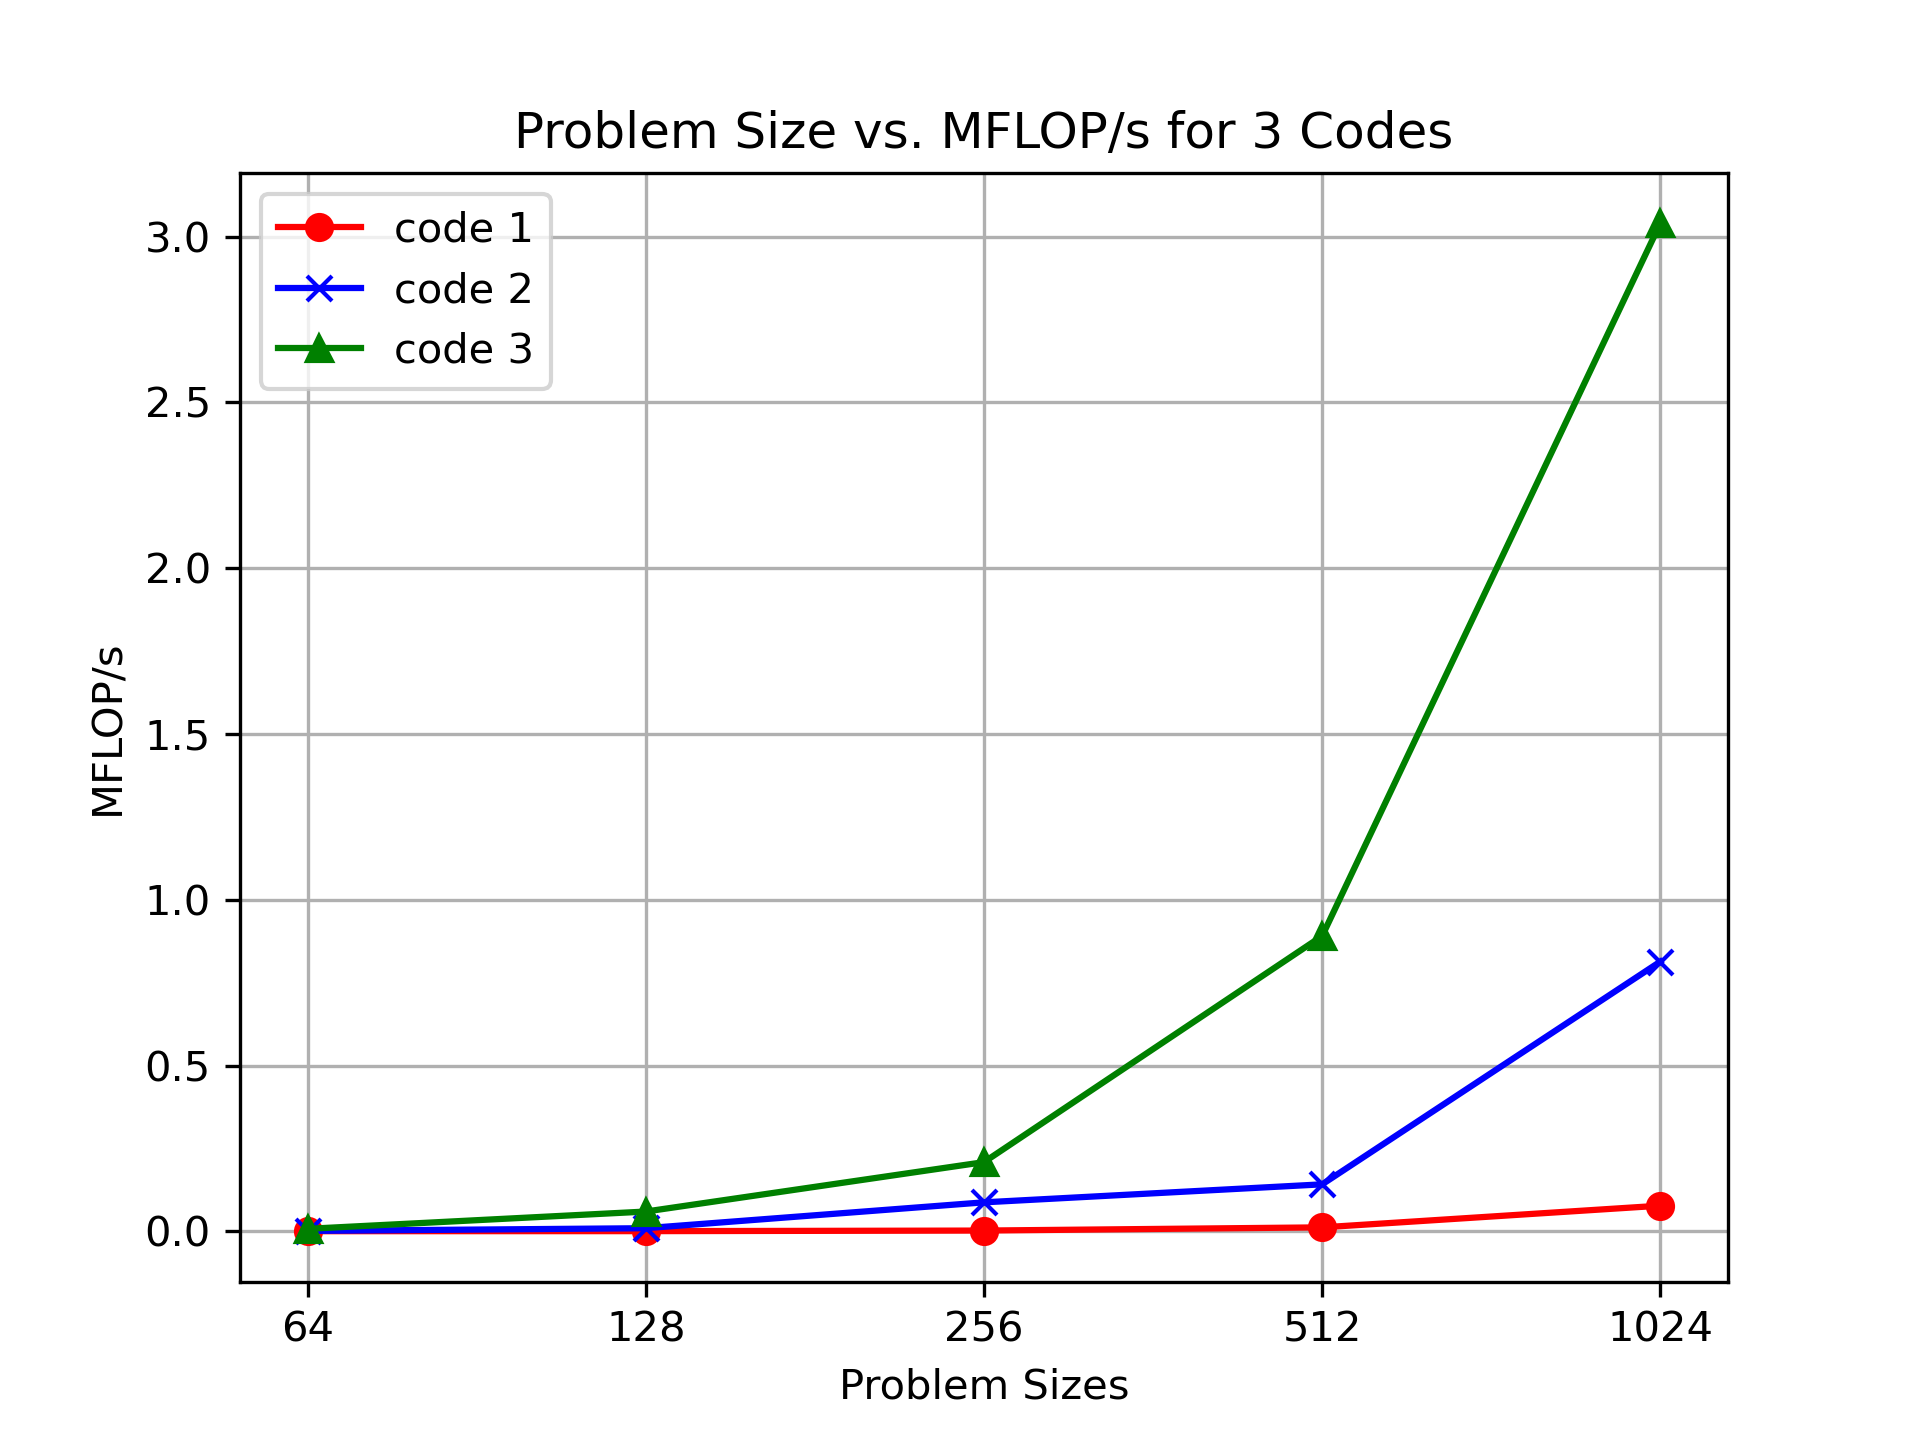 Problem Size vs. MFLOP/s for 3 Codes
code 1
code 2
code 3
MFLOP/s
3.0
2.5
2.0
1.5
1.0
0.5
0.0
64 128 256 512 1024
Problem Sizes